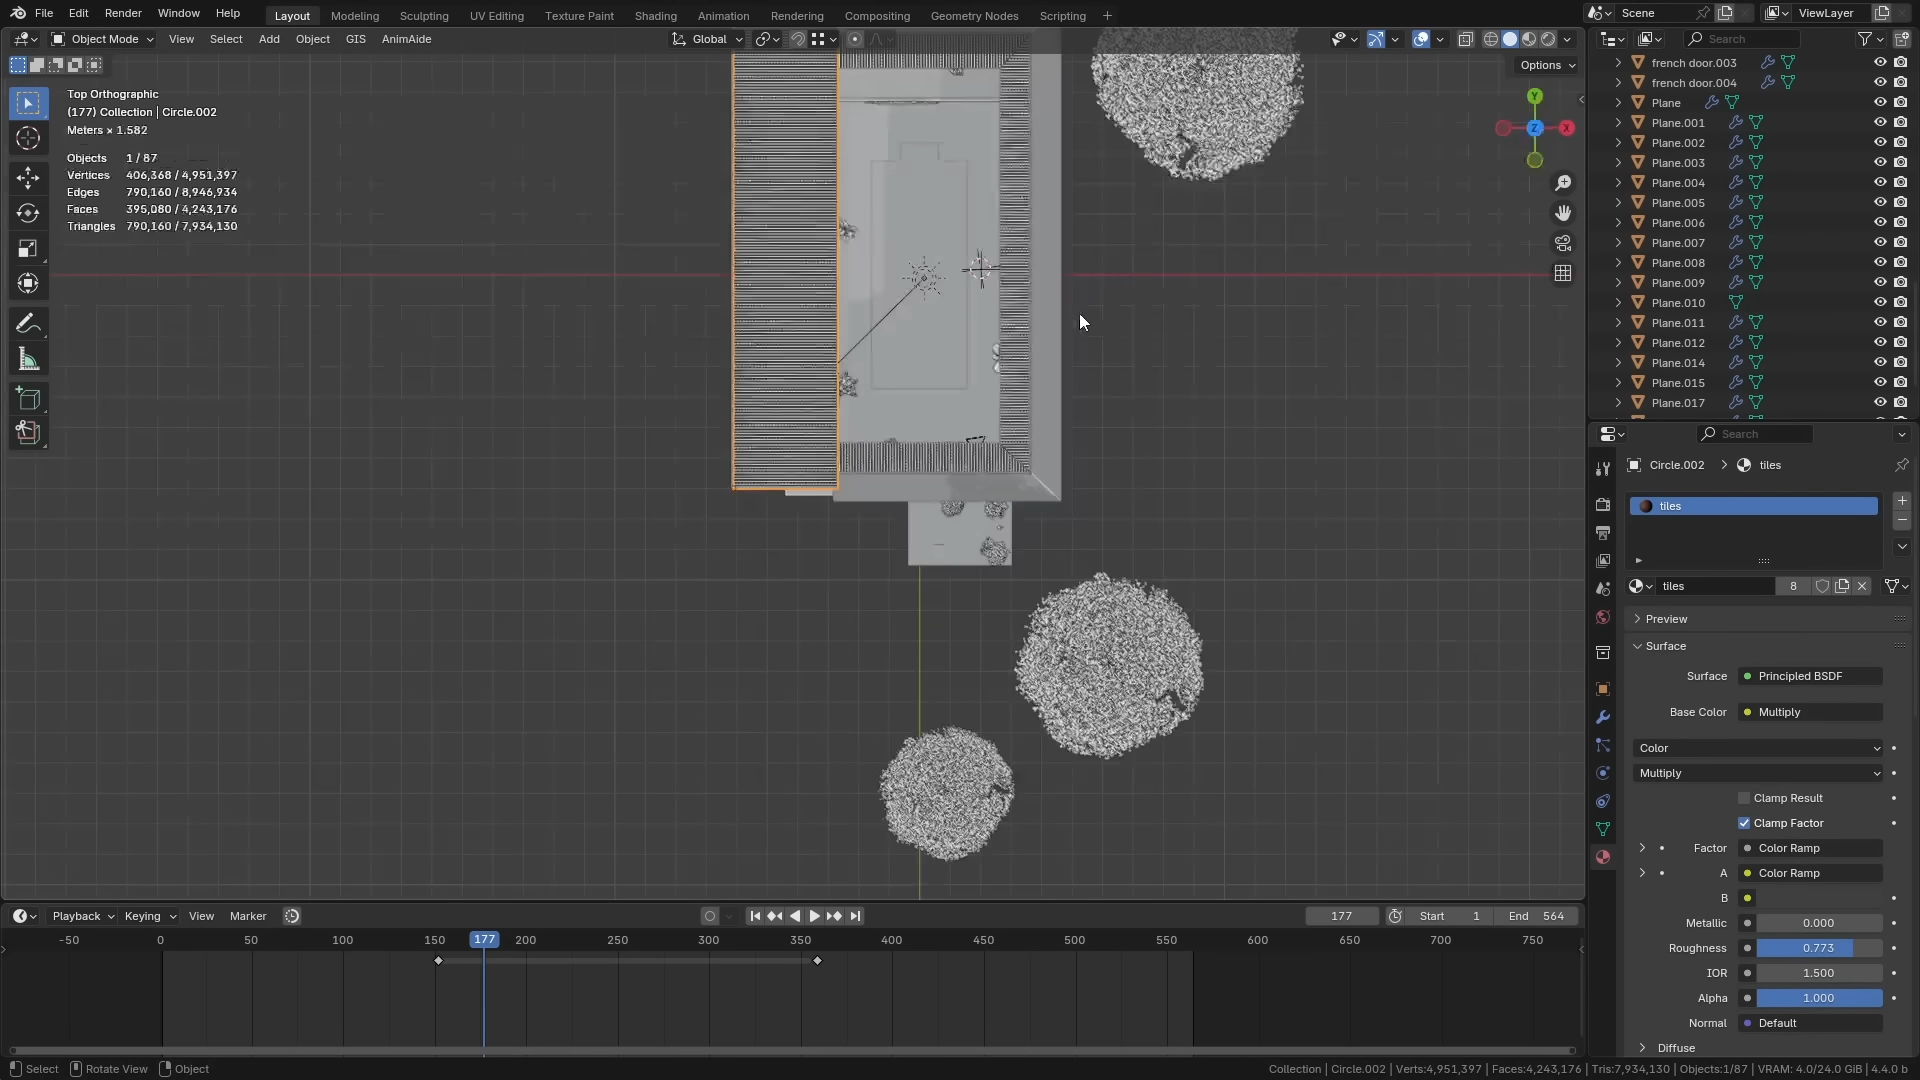 File Edit Render Window Help Layout Modeling Sculpting UV Editing Texture Paint Shading Animation Rendering Compositing Geometry Nodes Scripting + Scene ViewLayer
Object Mode View Select Add Object GIS AnimAide Global Search
Options
Top Orthographic
(177) Collection | Circle.002
Meters × 1.582
Objects 1 / 87
Vertices 406,368 / 4,951,397
Edges 790,160 / 8,946,934
Faces 395,080 / 4,243,176
Triangles 790,160 / 7,934,130
Y
Z
X
french door.003
french door.004
Plane
Plane.001
Plane.002
Plane.003
Plane.004
Plane.005
Plane.006
Plane.007
Plane.008
Plane.009
Plane.010
Plane.011
Plane.012
Plane.014
Plane.015
Plane.017
Search
Circle.002 > tiles
tiles
tiles 8
Preview
Surface
Surface Principled BSDF
Base Color Multiply
Color
Multiply
Clamp Result
Clamp Factor
Factor Color Ramp
A Color Ramp
B
Metallic 0.000
Roughness 0.773
IOR 1.500
Alpha 1.000
Normal Default
Diffuse
Playback Keying View Marker 177 Start 1 End 564
-50 0 50 100 150 177 200 250 300 350 400 450 500 550 600 650 700 750
Select Rotate View Object Collection | Circle.002 | Verts:4,951,397 | Faces:4,243,176 | Tris:7,934,130 | Objects:1/87 | VRAM: 4.0/24.0 GiB | 4.4.0 b